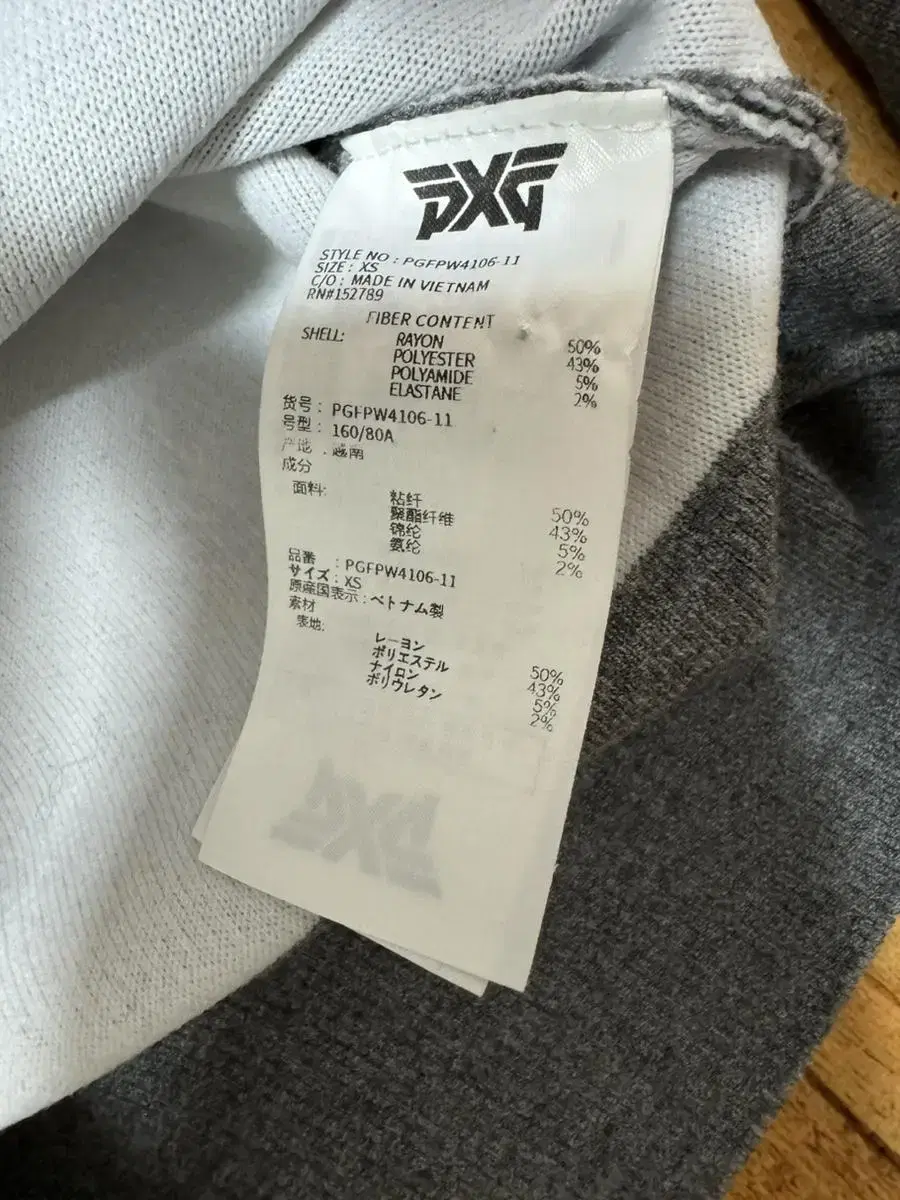 PXG
STYLE NO : PGFPW4106-11
SIZE : XS
C/O : MADE IN VIETNAM
RN#152789
FIBER CONTENT
SHELL: RAYON 50%
POLYESTER 43%
POLYAMIDE 5%
ELASTANE 2%
货号 : PGFPW4106-11
号型 : 160/80A
产地 : 越南
成分
面料:
粘纤 50%
聚酯纤维 43%
锦纶 5%
氨纶 2%
品番 : PGFPW4106-11
サイズ : XS
原産国表示 : ベトナム製
素材
表地:
レーヨン 50%
ポリエステル 43%
ナイロン 5%
ポリウレタン 2%